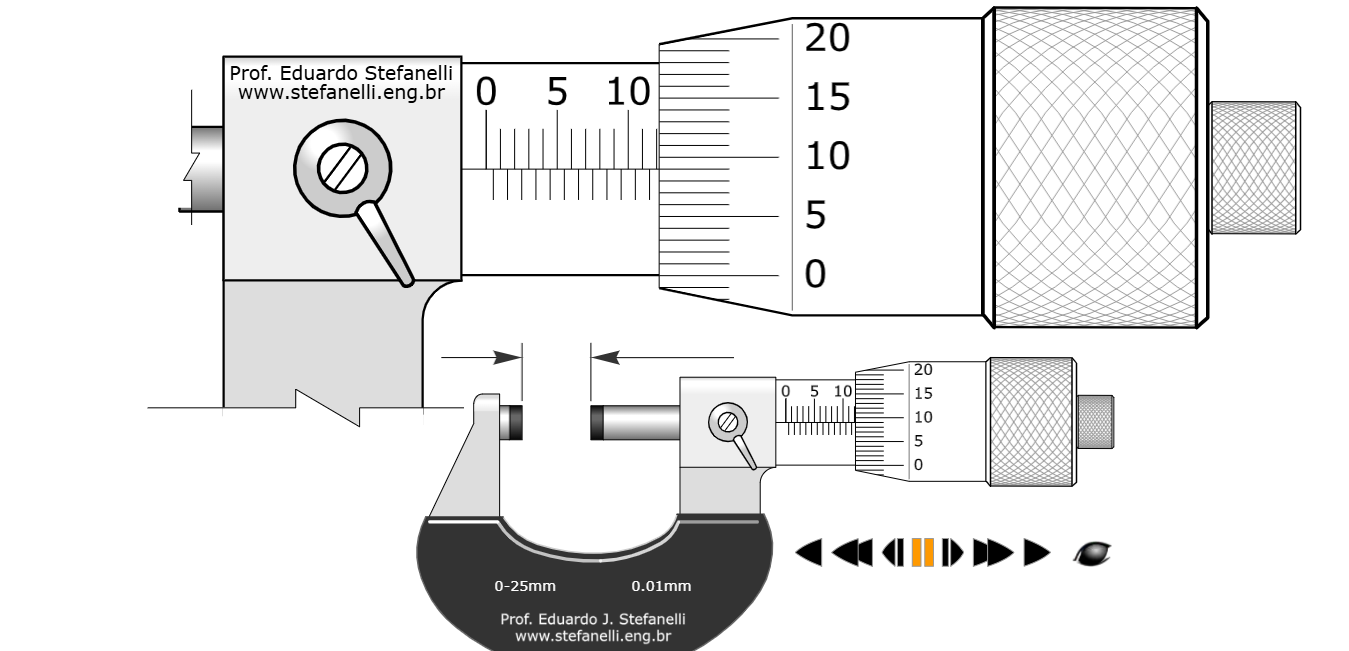 Prof. Eduardo Stefanelli
www.stefanelli.eng.br
0 5 10
20
15
10
5
0
0 5 10
20
15
10
5
0
0-25mm 0.01mm
Prof. Eduardo J. Stefanelli
www.stefanelli.eng.br